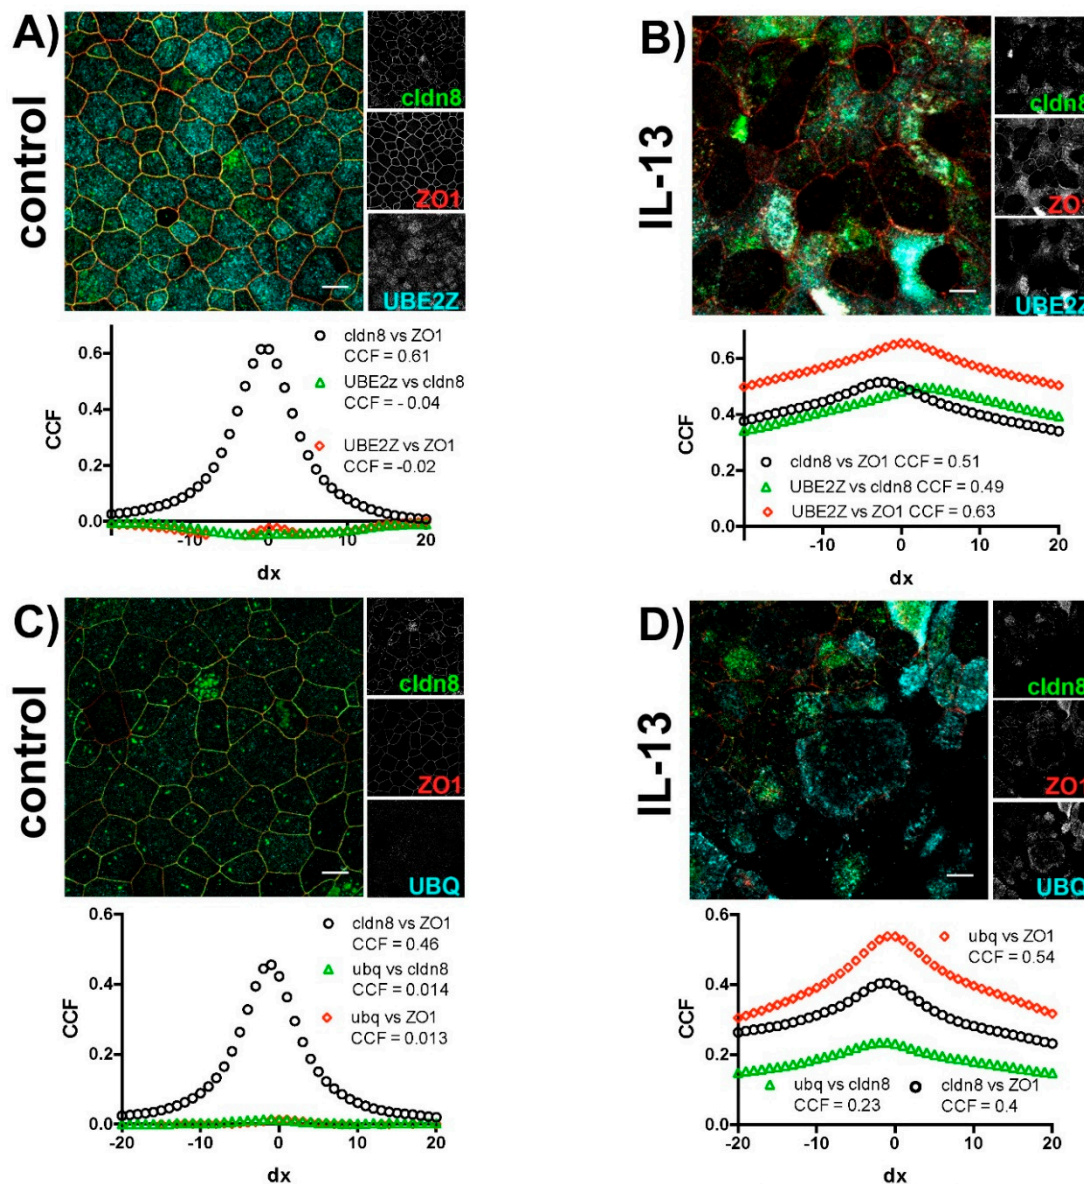 A)
control
cldn8
ZO1
UBE2Z
0.6
0.4
0.2
0.0
CCF
cldn8 vs ZO1
CCF = 0.61
UBE2z vs cldn8
CCF = - 0.04
UBE2Z vs ZO1
CCF = -0.02
-10
0
10
20
dx
B)
IL-13
cldn8
ZO1
UBE2Z
0.6
0.4
0.2
0.0
CCF
cldn8 vs ZO1 CCF = 0.51
UBE2Z vs cldn8 CCF = 0.49
UBE2Z vs ZO1 CCF = 0.63
-10
0
10
20
dx
C)
control
cldn8
ZO1
UBQ
0.6
0.4
0.2
0.0
CCF
cldn8 vs ZO1
CCF = 0.46
ubq vs cldn8
CCF = 0.014
ubq vs ZO1
CCF = 0.013
-20
-10
0
10
20
dx
D)
IL-13
cldn8
ZO1
UBQ
0.6
0.4
0.2
0.0
CCF
ubq vs ZO1
CCF = 0.54
ubq vs cldn8
CCF = 0.23
cldn8 vs ZO1
CCF = 0.4
-20
-10
0
10
20
dx